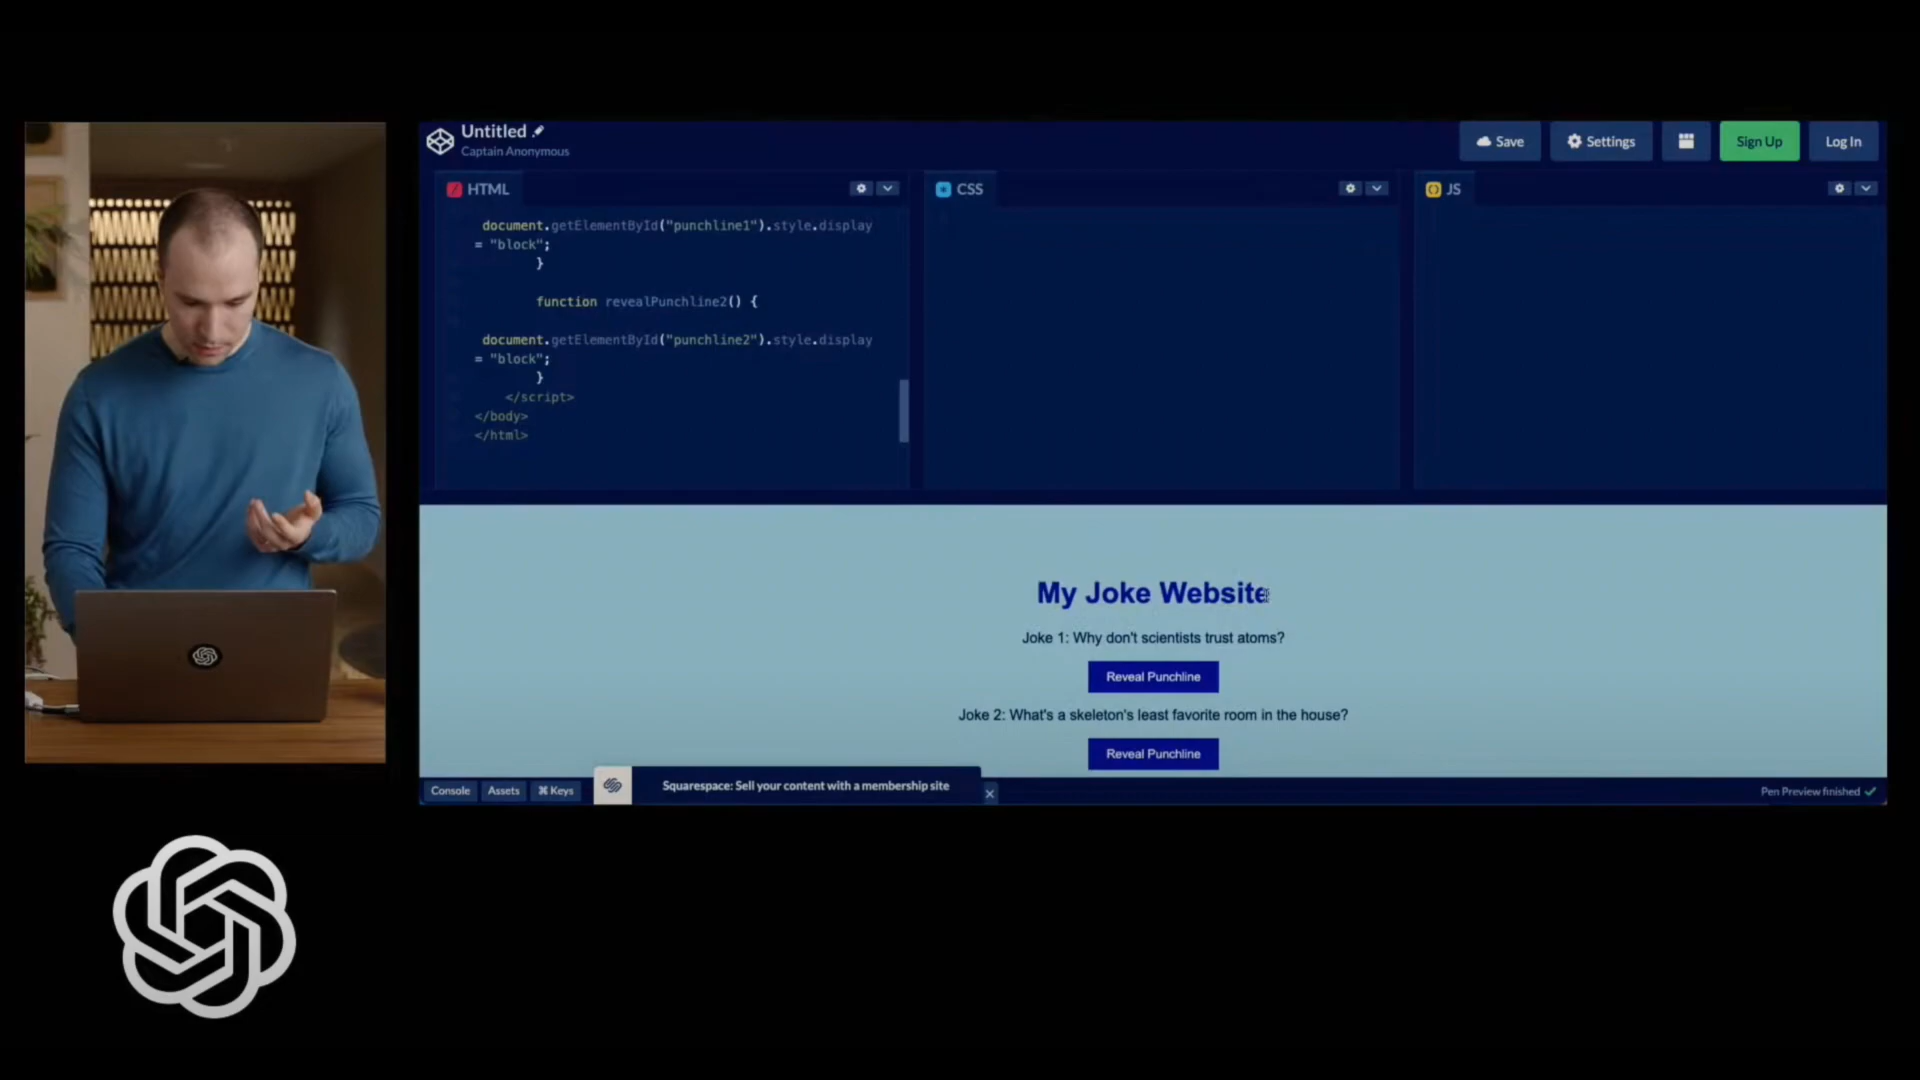 Untitled
Captain Anonymous
Save
Settings
Sign Up
Log In
HTML
CSS
JS
document.getElementById("punchline1").style.display
= "block";
}
function revealPunchline2() {
document.getElementById("punchline2").style.display
= "block";
}
</script>
</body>
</html>
My Joke Website
Joke 1: Why don't scientists trust atoms?
Reveal Punchline
Joke 2: What's a skeleton's least favorite room in the house?
Reveal Punchline
Console
Assets
⌘ Keys
Squarespace: Sell your content with a membership site
Pen Preview finished